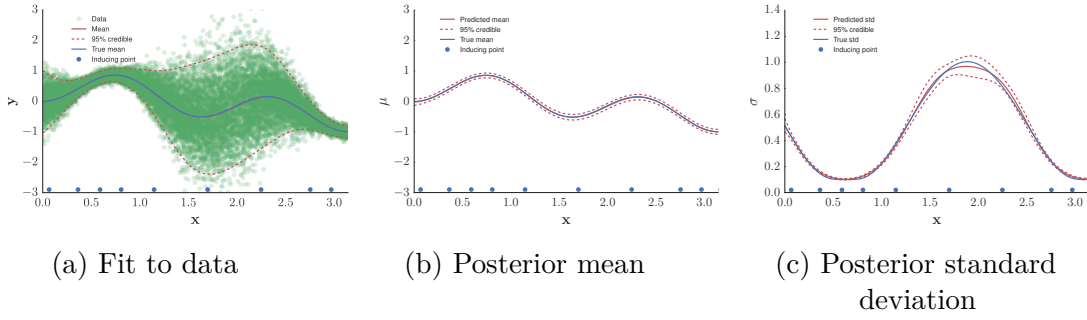 3
2
1
0
−1
−2
−3
y
Data
Mean
95% credible
True mean
Inducing point
0.0 0.5 1.0 1.5 2.0 2.5 3.0
x
(a) Fit to data
3
2
1
0
−1
−2
−3
μ
Predicted mean
95% credible
True mean
Inducing point
0.0 0.5 1.0 1.5 2.0 2.5 3.0
x
(b) Posterior mean
1.4
1.2
1.0
0.8
0.6
0.4
0.2
0.0
σ
Predicted std
95% credible
True std
Inducing point
0.0 0.5 1.0 1.5 2.0 2.5 3.0
x
(c) Posterior standard
deviation